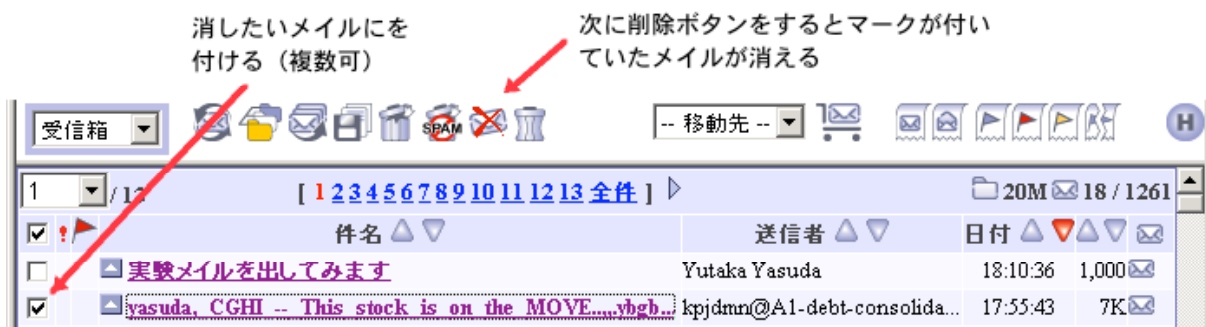 消したいメイルにを
付ける（複数可）
次に削除ボタンをするとマークが付い
ていたメイルが消える
受信箱
SPAM
-- 移動先 --
H
1 / 13 [ 1 2 3 4 5 6 7 8 9 10 11 12 13 全件 ] 20M 18 / 1261
! 件名 送信者 日付
実験メイルを出してみます Yutaka Yasuda 18:10:36 1,000
yasuda, CGHI -- This stock is on the MOVE...,,,ybgb... kpjdmn@A1-debt-consolida... 17:55:43 7K